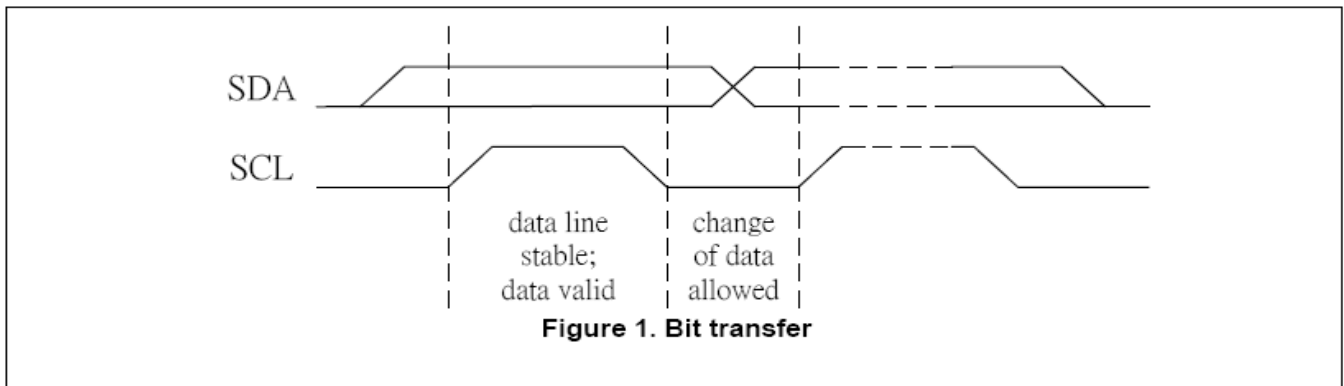 SDA
SCL
data line
stable;
data valid
change
of data
allowed
Figure 1. Bit transfer